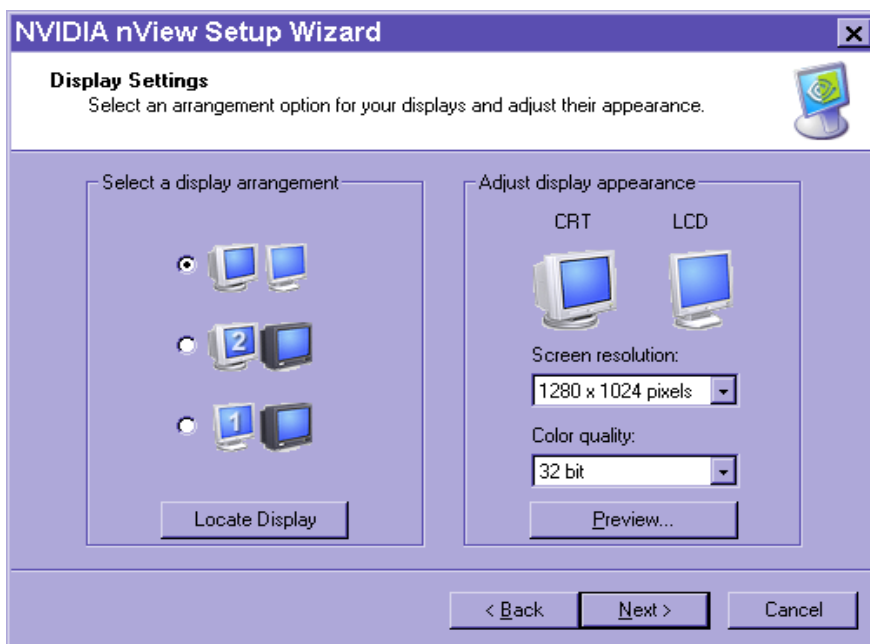 NVIDIA nView Setup Wizard
Display Settings
Select an arrangement option for your displays and adjust their appearance.
Select a display arrangement
2
1
Locate Display
Adjust display appearance
CRT LCD
Screen resolution:
1280 x 1024 pixels
Color quality:
32 bit
Preview...
< Back Next > Cancel